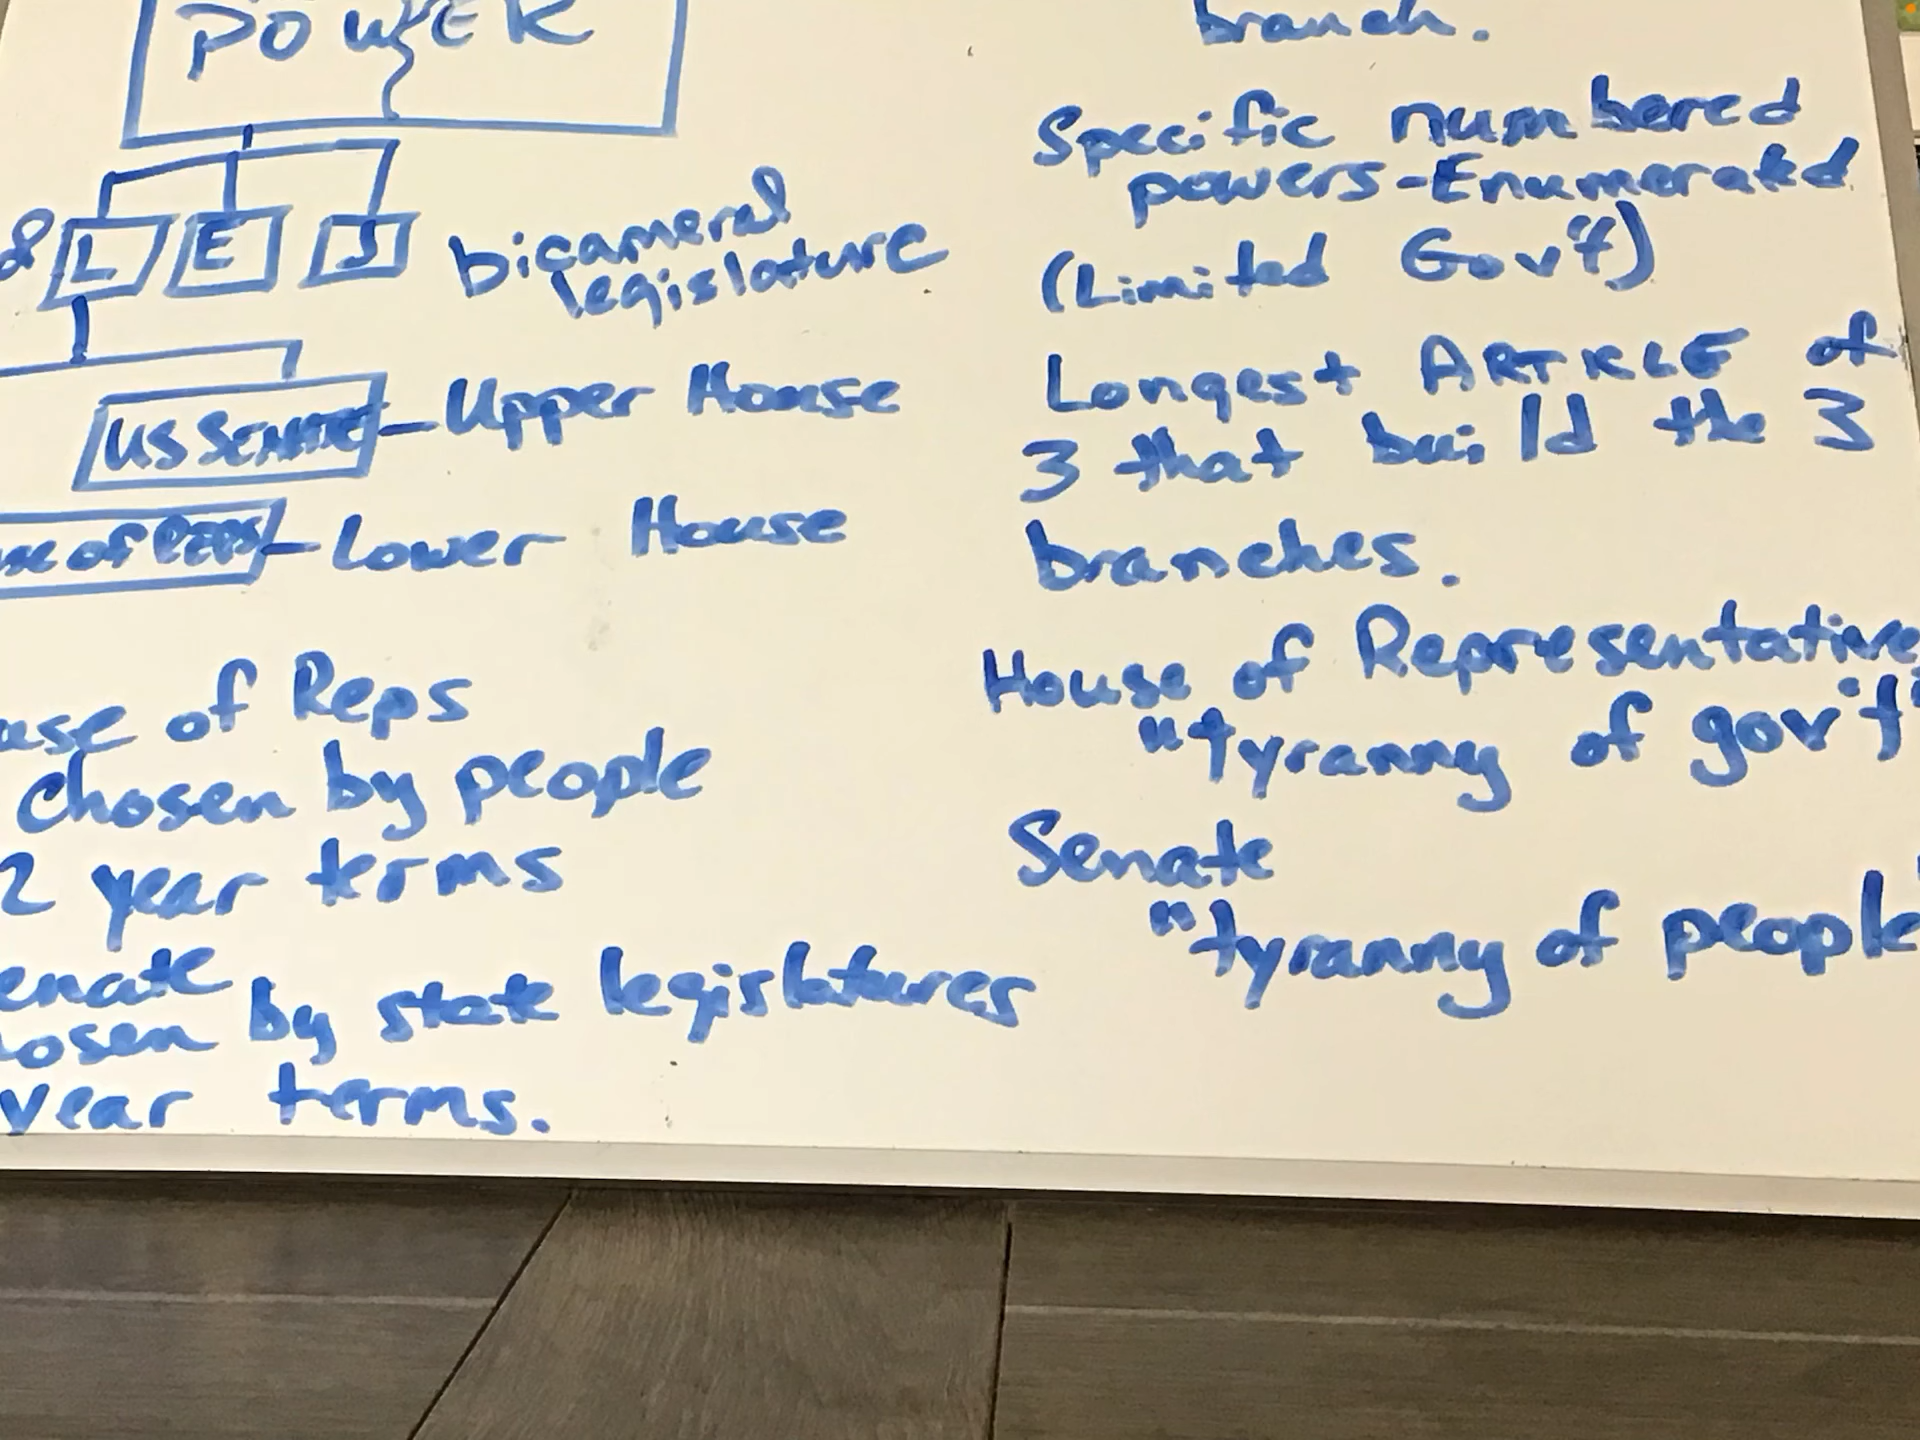 POWER
& L E J
bicameral
legislature
US SENATE - Upper House
of REPS - Lower House
of Reps
chosen by people
2 year terms
by state legislatures
year terms.
branch.
Specific numbered
powers - Enumerated
(Limited Gov't)
Longest ARTICLE of
3 that build the 3
branches.
House of Representatives
"tyranny of gov't"
Senate
"tyranny of people"